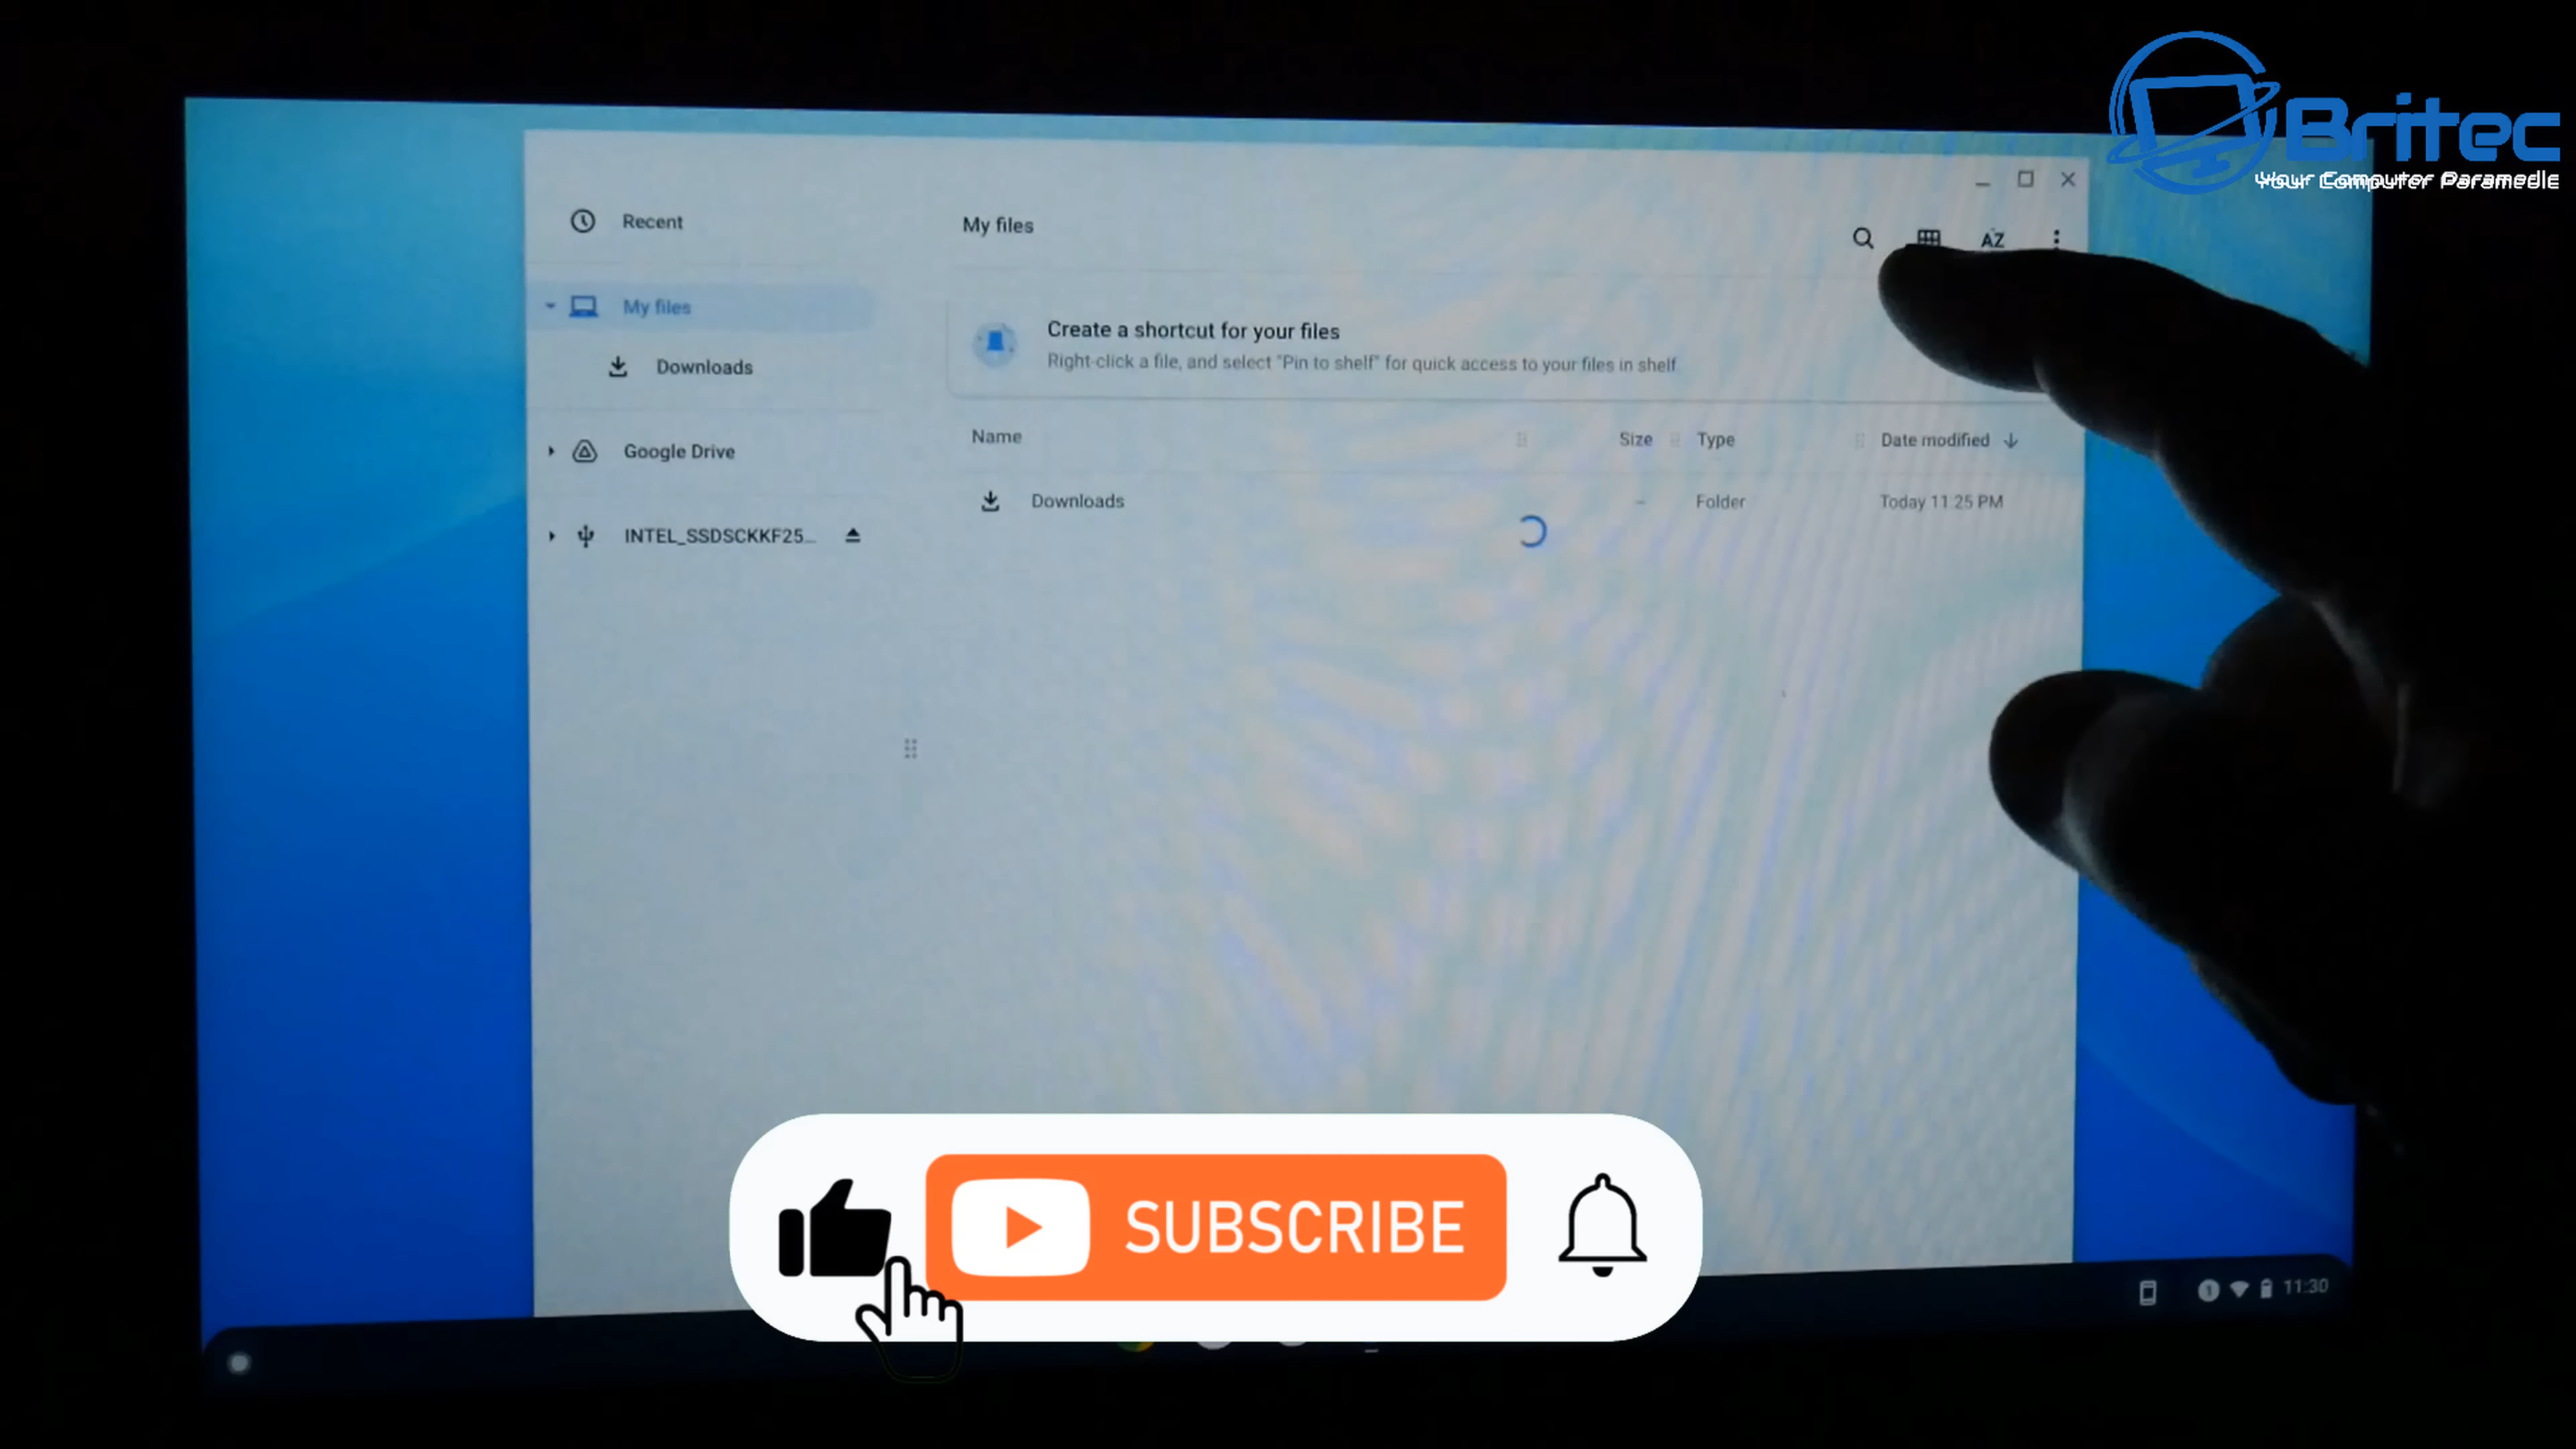 Britec
Your Computer Paramedic
Recent
My files
Downloads
Google Drive
INTEL_SSDSCKKF25...
My files
AZ
Create a shortcut for your files
Right-click a file, and select "Pin to shelf" for quick access to your files in shelf
Name Size Type Date modified
Downloads – Folder Today 11:25 PM
SUBSCRIBE
1 11:30